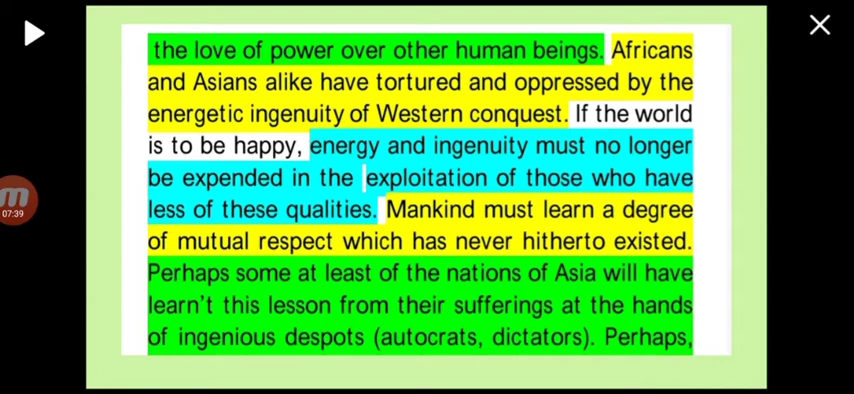 the love of power over other human beings. Africans
and Asians alike have tortured and oppressed by the
energetic ingenuity of Western conquest. If the world
is to be happy, energy and ingenuity must no longer
be expended in the exploitation of those who have
less of these qualities. Mankind must learn a degree
of mutual respect which has never hitherto existed.
Perhaps some at least of the nations of Asia will have
learn't this lesson from their sufferings at the hands
of ingenious despots (autocrats, dictators). Perhaps,
07:39